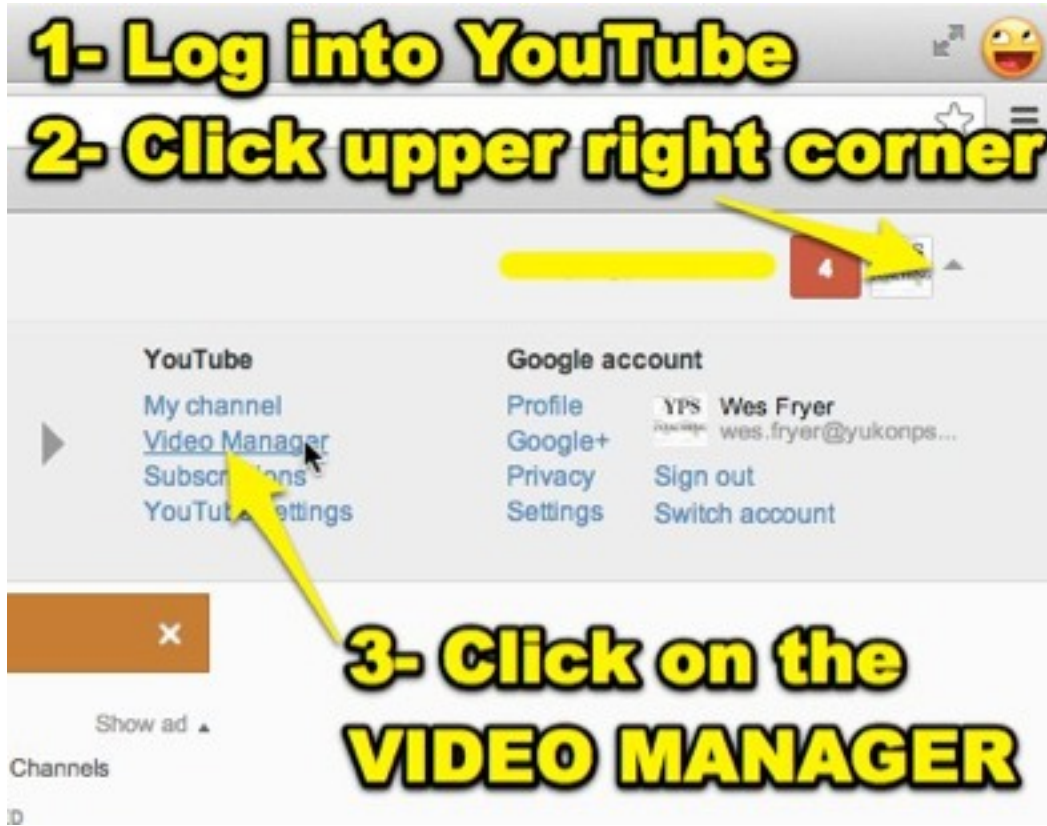 1- Log into YouTube
2- Click upper right corner
4
YouTube
My channel
Video Manager
Subscriptions
YouTube Settings
Google account
Profile
Google+
Privacy
Settings
YPS
Wes Fryer
wes.fryer@yukonps...
Sign out
Switch account
3- Click on the
VIDEO MANAGER
Show ad
Channels